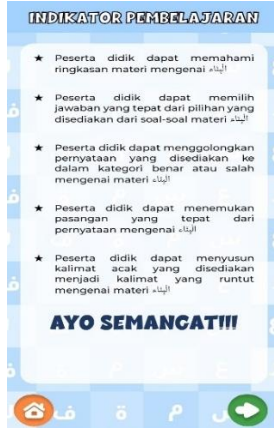 INDIKATOR PEMBELAJARAN
★ Peserta didik dapat memahami
ringkasan materi mengenai البناء
★ Peserta didik dapat memilih
jawaban yang tepat dari pilihan yang
disediakan dari soal-soal materi البناء
★ Peserta didik dapat menggolongkan
pernyataan yang disediakan ke
dalam kategori benar atau salah
mengenai materi البناء
★ Peserta didik dapat menemukan
pasangan yang tepat dari
pernyataan mengenai البناء
★ Peserta didik dapat menyusun
kalimat acak yang disediakan
menjadi kalimat yang runtut
mengenai materi البناء
AYO SEMANGAT!!!